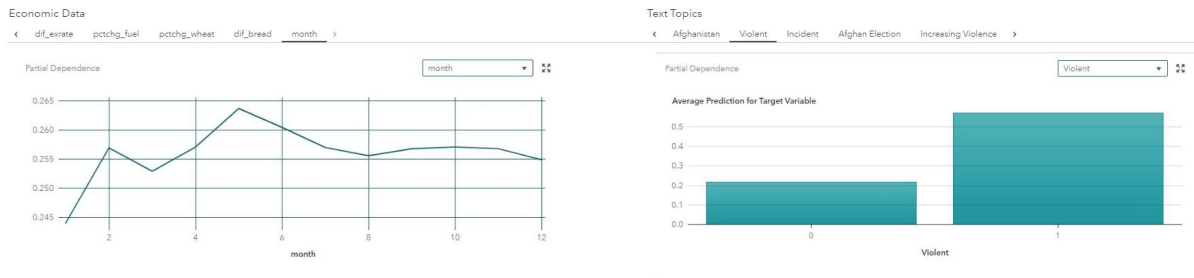 Economic Data
< dif_exrate pctchg_fuel pctchg_wheat dif_bread month >
Partial Dependence
month
0.265
0.260
0.255
0.250
0.245
2 4 6 8 10 12
month
Text Topics
< Afghanistan Violent Incident Afghan Election Increasing Violence >
Partial Dependence
Violent
Average Prediction for Target Variable
0.5
0.4
0.3
0.2
0.1
0.0
0 1
Violent